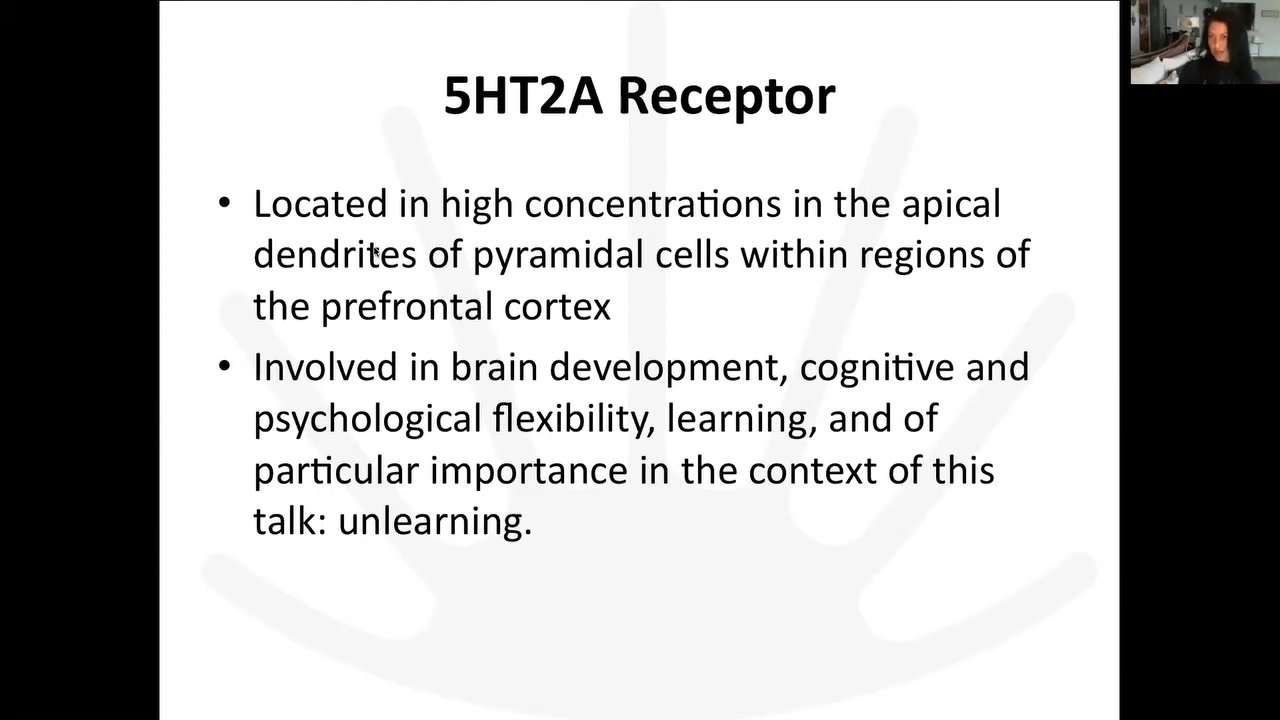 5HT2A Receptor
• Located in high concentrations in the apical
dendrites of pyramidal cells within regions of
the prefrontal cortex
• Involved in brain development, cognitive and
psychological flexibility, learning, and of
particular importance in the context of this
talk: unlearning.